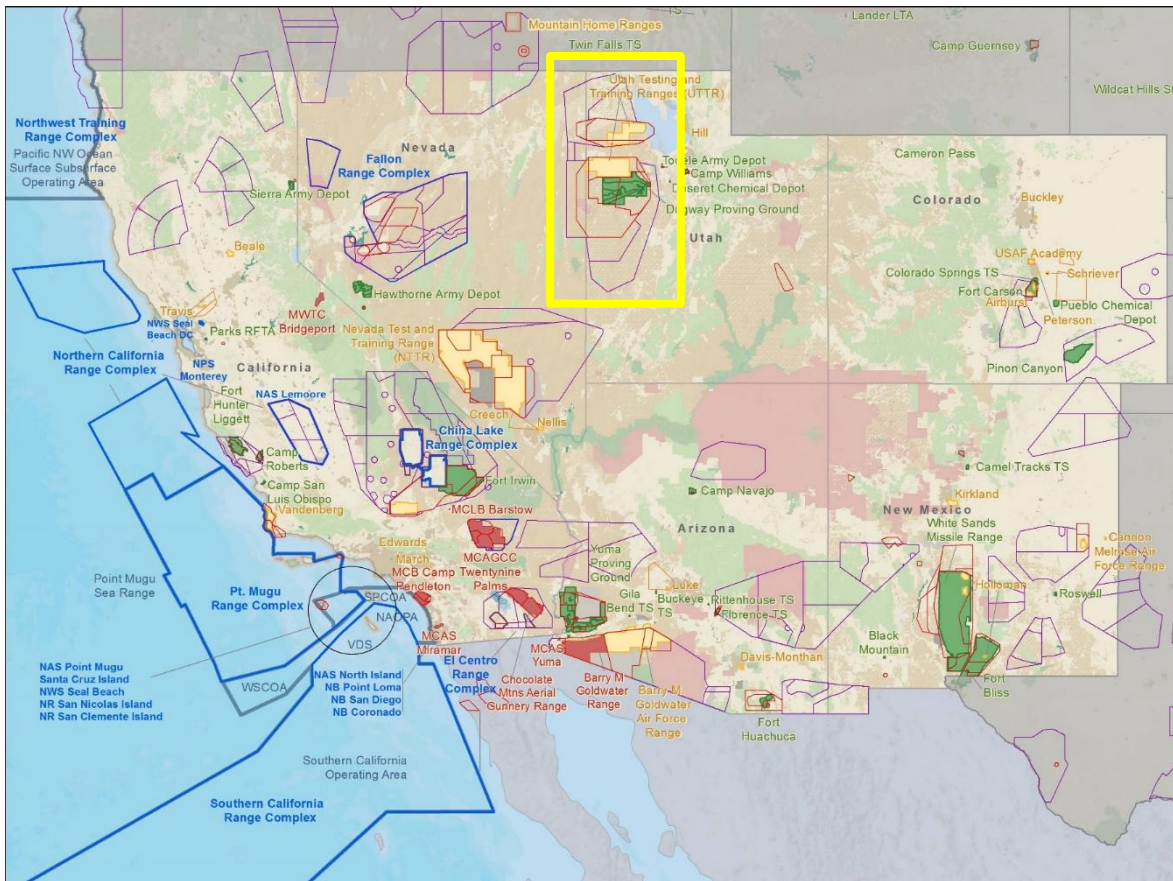 TS
Lander LTA
Mountain Home Ranges
Twin Falls TS
Camp Guernsey
Wildcat Hills S
Utah Testing and
Training Ranges (UTTR)
Hill
Northwest Training
Range Complex
Pacific NW Ocean
Surface Subsurface
Operating Area
Nevada
Fallon
Range Complex
Sierra Army Depot
Tooele Army Depot
Camp Williams
Deseret Chemical Depot
Dugway Proving Ground
Utah
Cameron Pass
Colorado
Buckley
USAF Academy
Colorado Springs TS
Schriever
Fort Carson
Airburst
Peterson
Pueblo Chemical
Depot
Pinon Canyon
Beale
Hawthorne Army Depot
Travis
NWS Seal
Beach DC
Parks RFTA
MWTC
Bridgeport
Nevada Test and
Training Range
(NTTR)
Northern California
Range Complex
NPS
Monterey
California
NAS Lemoore
Fort
Hunter
Liggett
Creech
Nellis
China Lake
Range Complex
Camp
Roberts
Fort Irwin
Camp San
Luis Obispo
Vandenberg
MCLB Barstow
Camp Navajo
Camel Tracks TS
Kirkland
New Mexico
White Sands
Missile Range
Arizona
Edwards
March
MCAGCC
Twentynine
Palms
Yuma
Proving
Ground
Cannon
Melrose Air
Force Range
Holloman
Roswell
Point Mugu
Sea Range
Pt. Mugu
Range Complex
SPCOA
NAOPA
VDS
WSCOA
MCB Camp
Pendleton
MCAS
Miramar
Gila
Bend TS
Luke
Buckeye
TS
Rittenhouse TS
Florence TS
Black
Mountain
Fort
Bliss
NAS Point Mugu
Santa Cruz Island
NWS Seal Beach
NR San Nicolas Island
NR San Clemente Island
NAS North Island
NB Point Loma
NB San Diego
NB Coronado
El Centro
Range
Complex
Chocolate
Mtns Aerial
Gunnery Range
MCAS
Yuma
Barry M
Goldwater
Range
Barry M
Goldwater
Air Force
Range
Davis-Monthan
Fort
Huachuca
Southern California
Operating Area
Southern California
Range Complex